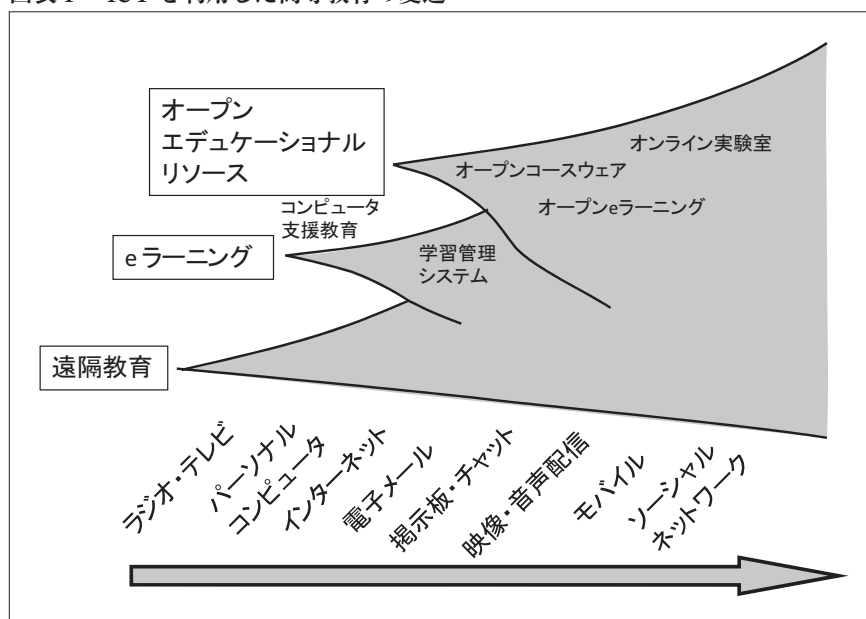 オープン
エデュケーショナル
リソース
オンライン実験室
オープンコースウェア
コンピュータ
支援教育
オープンeラーニング
eラーニング
学習管理
システム
遠隔教育
ラジオ・テレビ
パーソナル
コンピュータ
インターネット
電子メール
掲示板・チャット
映像・音声配信
モバイル
ソーシャル
ネットワーク